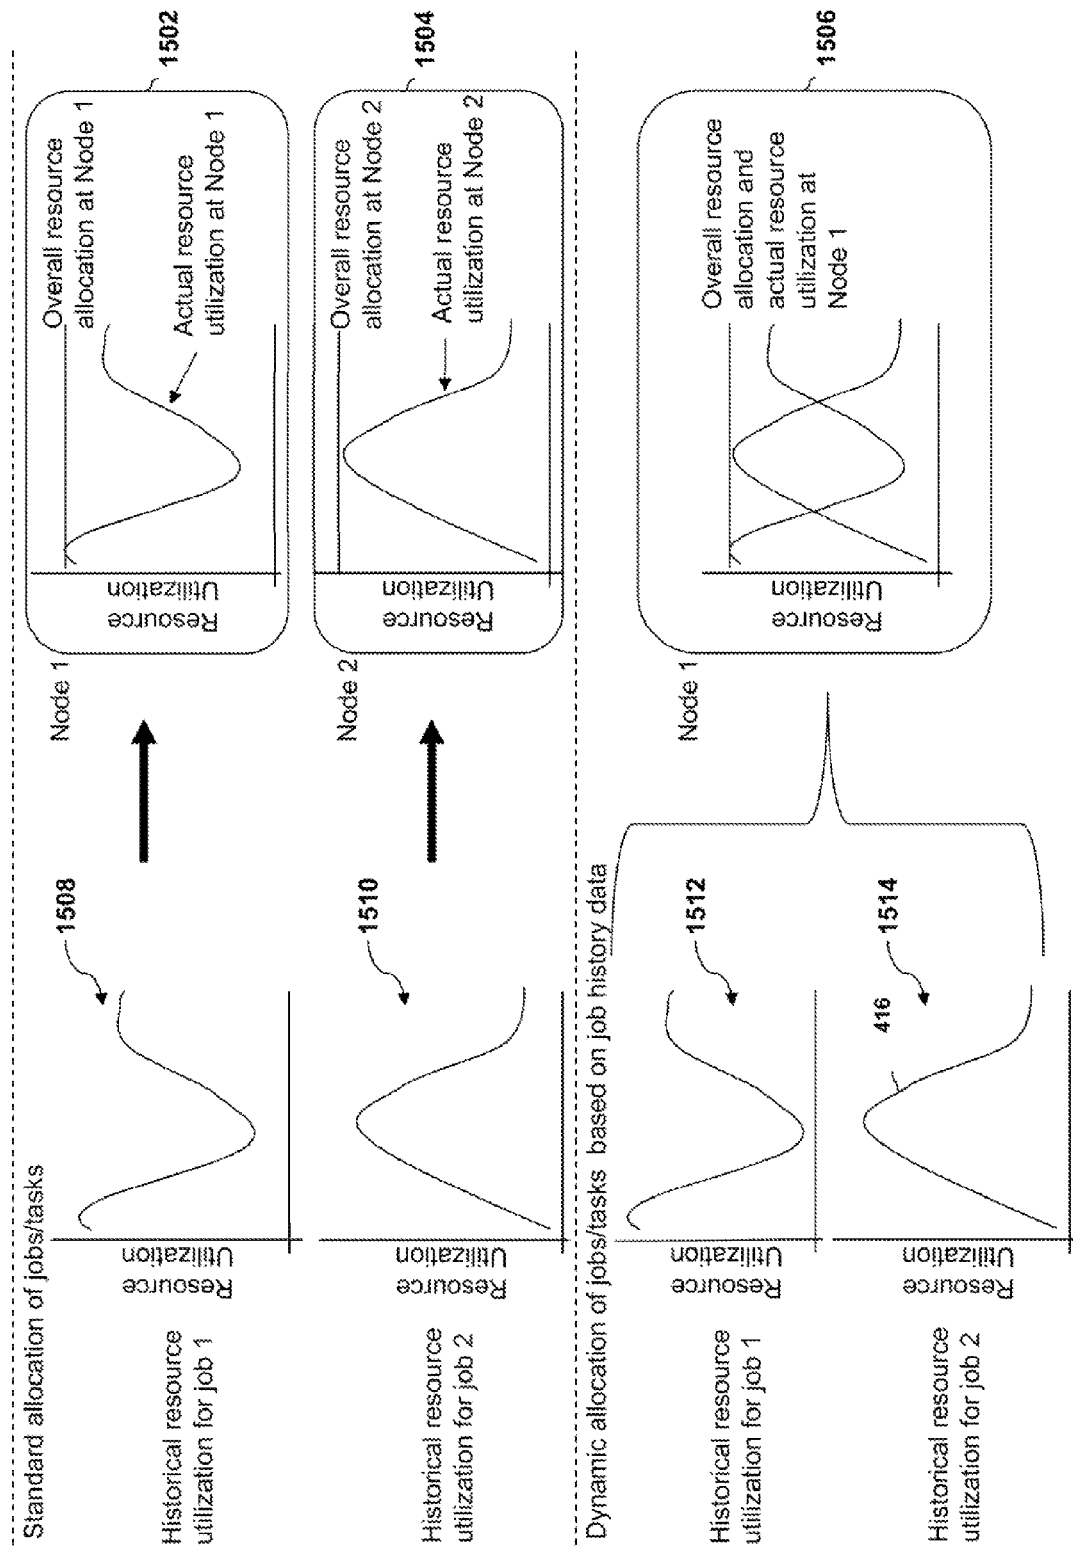 Standard allocation of jobs/tasks
Historical resource
utilization for job 1
Resource
Utilization
1508
Node 1
Resource
Utilization
Overall resource
allocation at Node 1
Actual resource
utilization at Node 1
1502
Historical resource
utilization for job 2
Resource
Utilization
1510
Node 2
Resource
Utilization
Overall resource
allocation at Node 2
Actual resource
utilization at Node 2
1504
Dynamic allocation of jobs/tasks based on job history data
Historical resource
utilization for job 1
Resource
Utilization
1512
Historical resource
utilization for job 2
Resource
Utilization
416
1514
Node 1
Resource
Utilization
Overall resource
allocation and
actual resource
utilization at
Node 1
1506